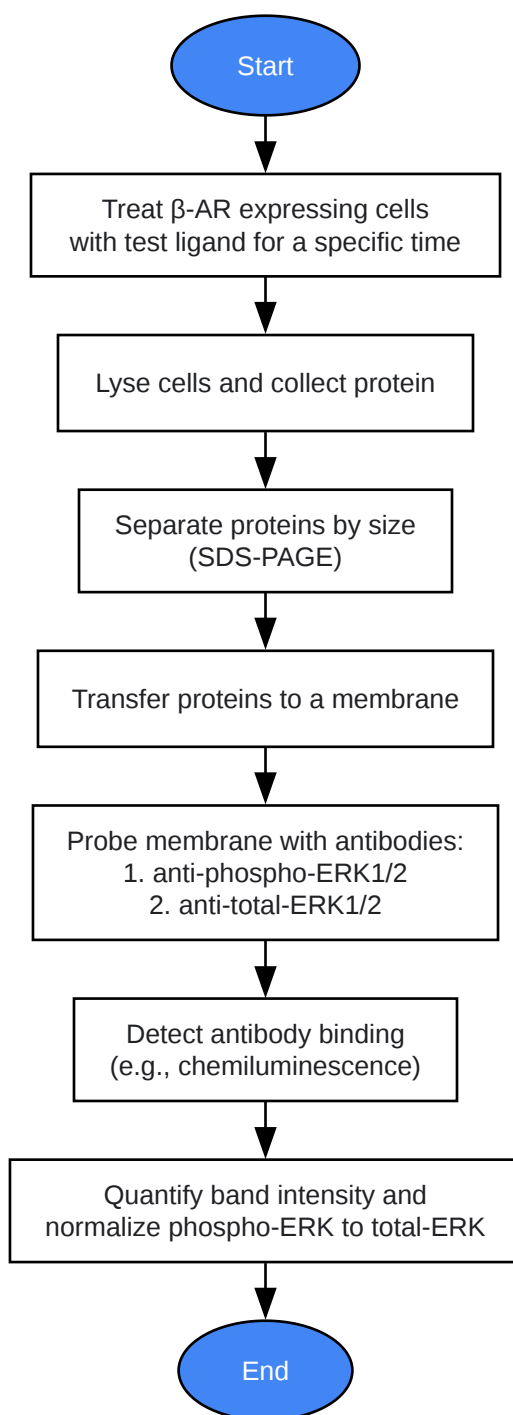 Start
Treat β-AR expressing cells
with test ligand for a specific time
Lyse cells and collect protein
Separate proteins by size
(SDS-PAGE)
Transfer proteins to a membrane
Probe membrane with antibodies:
1. anti-phospho-ERK1/2
2. anti-total-ERK1/2
Detect antibody binding
(e.g., chemiluminescence)
Quantify band intensity and
normalize phospho-ERK to total-ERK
End